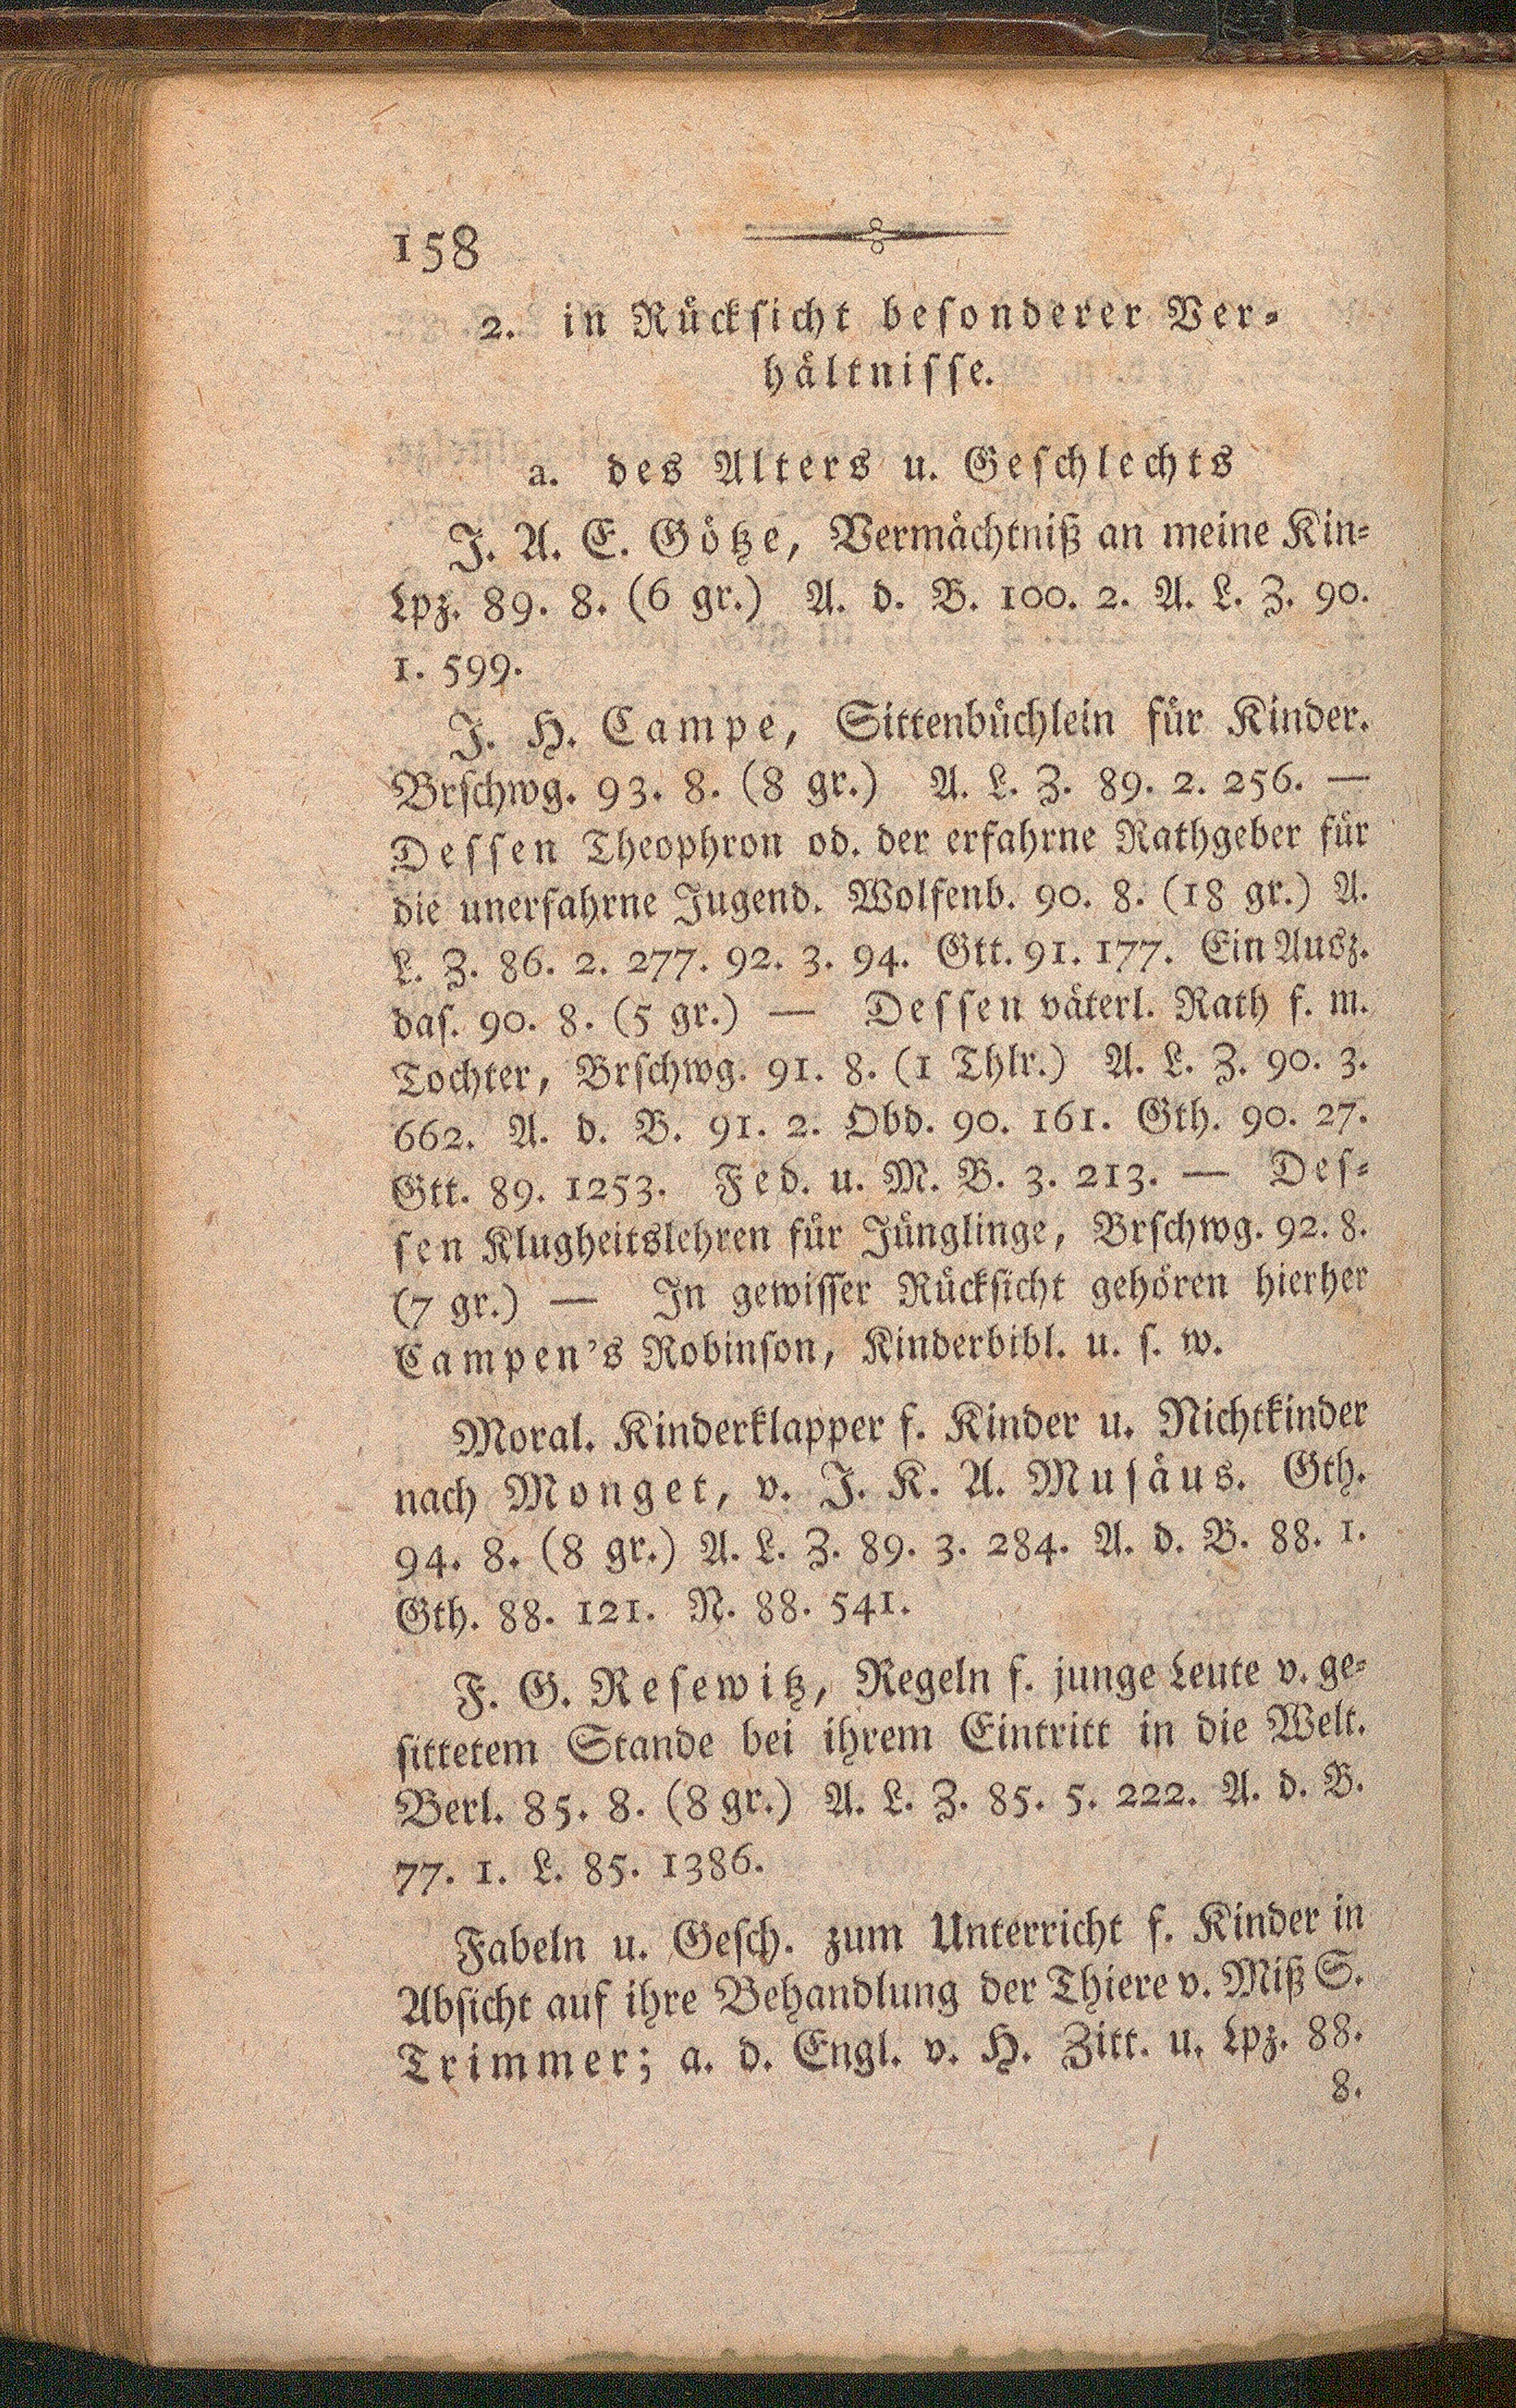 158
2. in Rücksicht besonderer Ver-
hältnisse.
a. des Alters u. Geschlechts
J. A. E. Götze, Vermächtniß an meine Kin-
Lpz. 89. 8. (6 gr.) A. d. B. 100. 2. A. L. Z. 90.
1. 599.
J. H. Campe, Sittenbüchlein für Kinder.
Brschwg. 93. 8. (8 gr.) A. L. Z. 89. 2. 256. —
Dessen Theophron od. der erfahrne Rathgeber für
die unerfahrne Jugend. Wolfenb. 90. 8. (18 gr.) A.
L. Z. 86. 2. 277. 92. 3. 94. Gtt. 91. 177. Ein Ausz.
das. 90. 8. (5 gr.) — Dessen väterl. Rath f. m.
Tochter, Brschwg. 91. 8. (1 Thlr.) A. L. Z. 90. 3.
662. A. d. B. 91. 2. Obd. 90. 161. Gth. 90. 27.
Gtt. 89. 1253. Fed. u. M. B. 3. 213. — Des-
sen Klugheitslehren für Jünglinge, Brschwg. 92. 8.
(7 gr.) — In gewisser Rücksicht gehören hierher
Campen's Robinson, Kinderbibl. u. s. w.
Moral. Kinderklapper f. Kinder u. Nichtkinder
nach Monget, v. J. K. A. Musäus. Gth.
94. 8. (8 gr.) A. L. Z. 89. 3. 284. A. d. B. 88. 1.
Gth. 88. 121. N. 88. 541.
F. G. Resewitz, Regeln f. junge Leute v. ge-
sittetem Stande bei ihrem Eintritt in die Welt.
Berl. 85. 8. (8 gr.) A. L. Z. 85. 5. 222. A. d. B.
77. 1. L. 85. 1386.
Fabeln u. Gesch. zum Unterricht f. Kinder in
Absicht auf ihre Behandlung der Thiere v. Miß S.
Trimmer; a. d. Engl. v. H. Zitt. u. Lpz. 88.
8.